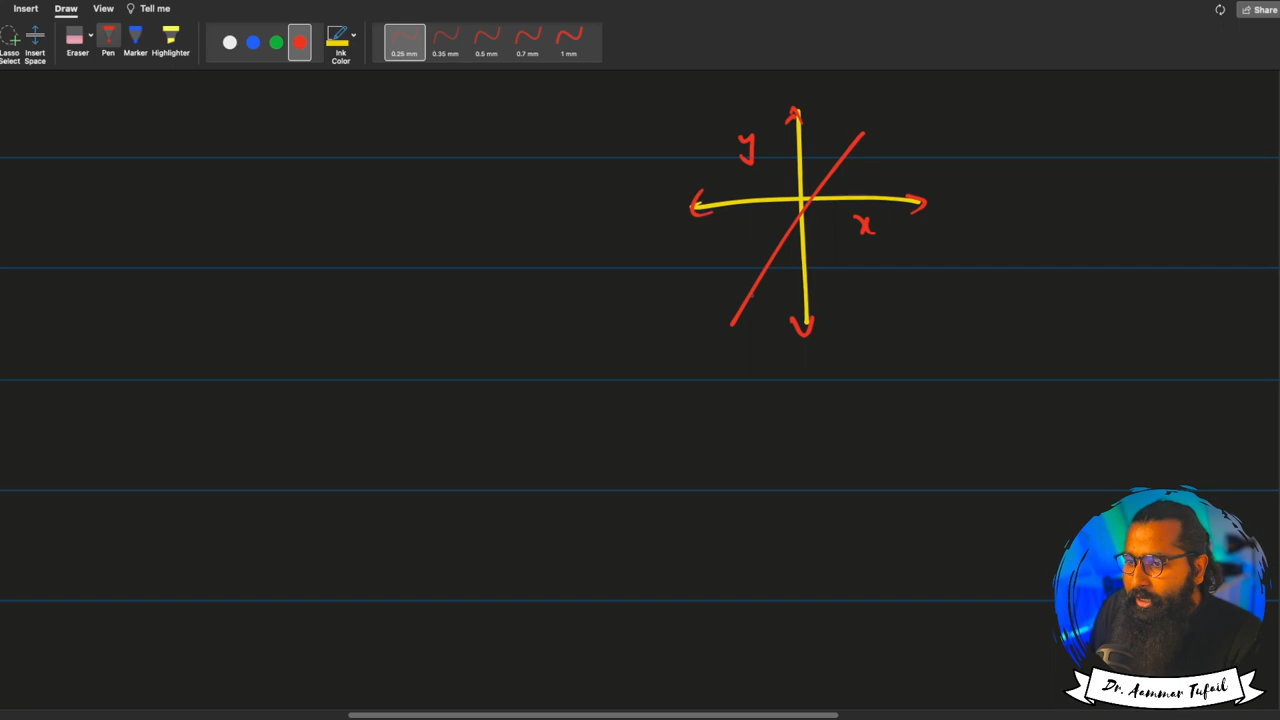 Insert Draw View Tell me
Share
Lasso Select
Insert Space
Eraser
Pen
Marker
Highlighter
Ink Color
0.25 mm
0.35 mm
0.5 mm
0.7 mm
1 mm
y
x
Dr. Aammar Tufail